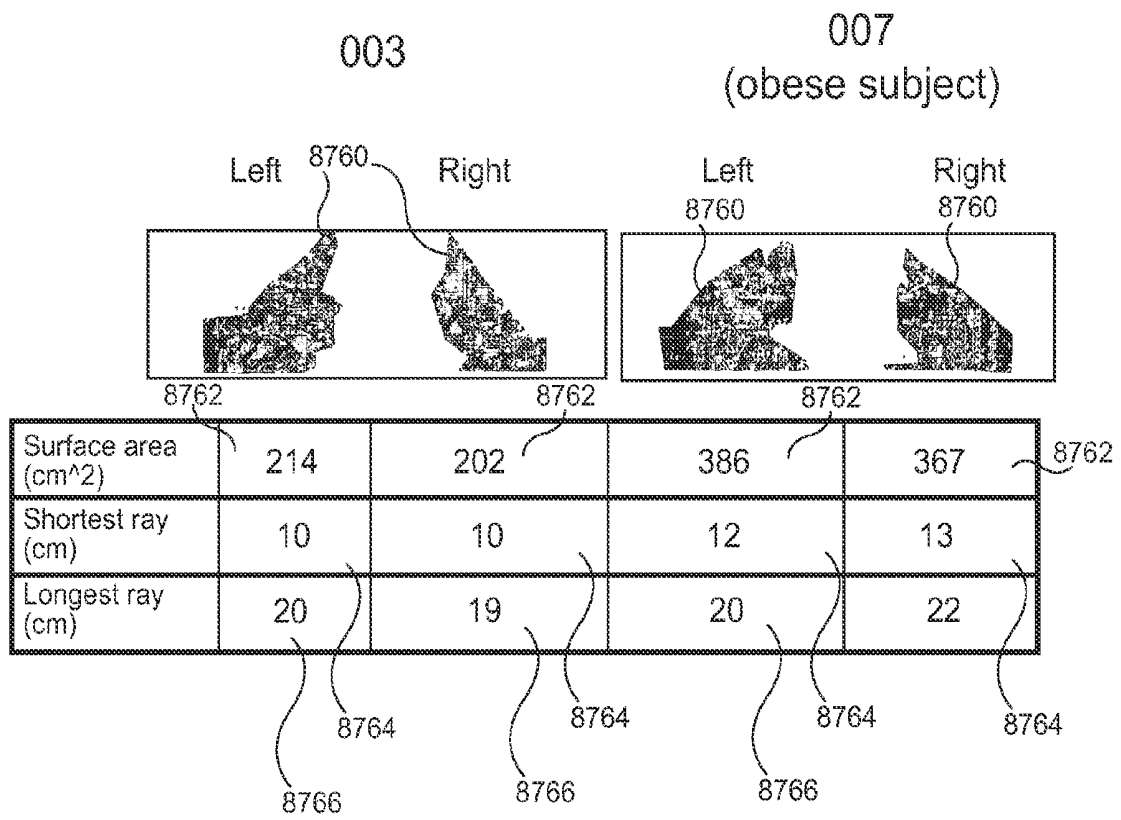 003
007
(obese subject)
Left
8760
Right
Left
8760
Right
8760
8762
8762
8762
8762
Surface area
(cm^2)
214
202
386
367
Shortest ray
(cm)
10
10
12
13
Longest ray
(cm)
20
19
20
22
8764
8764
8764
8764
8766
8766
8766